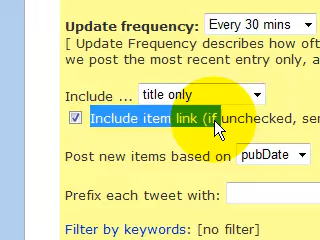 Update frequency: Every 30 mins
[ Update Frequency describes how oft
we post the most recent entry only, a
Include ... title only
Include item link (if unchecked, sen
Post new items based on pubDate
Prefix each tweet with:
Filter by keywords: [no filter]